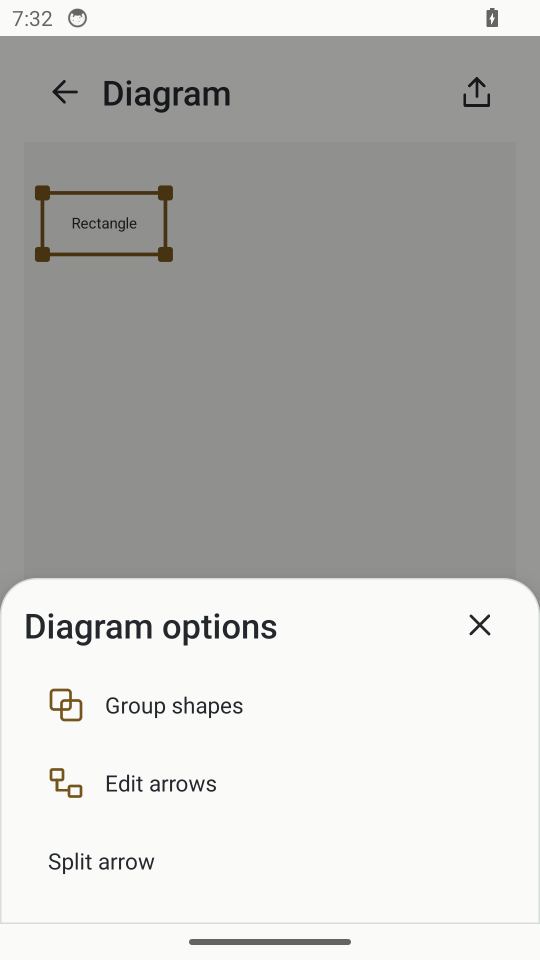 7:32
Diagram
Rectangle
Diagram options
Group shapes
Edit arrows
Split arrow